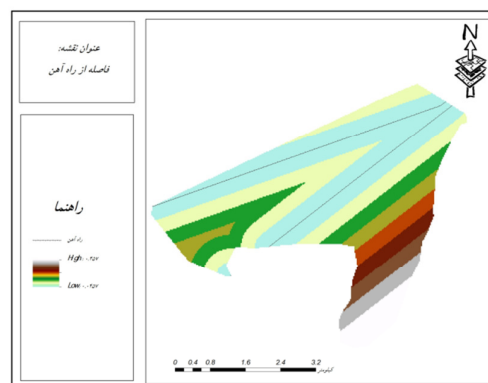 عنوان نقشه:
فاصله از راه آهن
N
راهنما
راه آهن
High
Low
0 0.4 0.8 1.6 2.4 3.2
کیلومتر